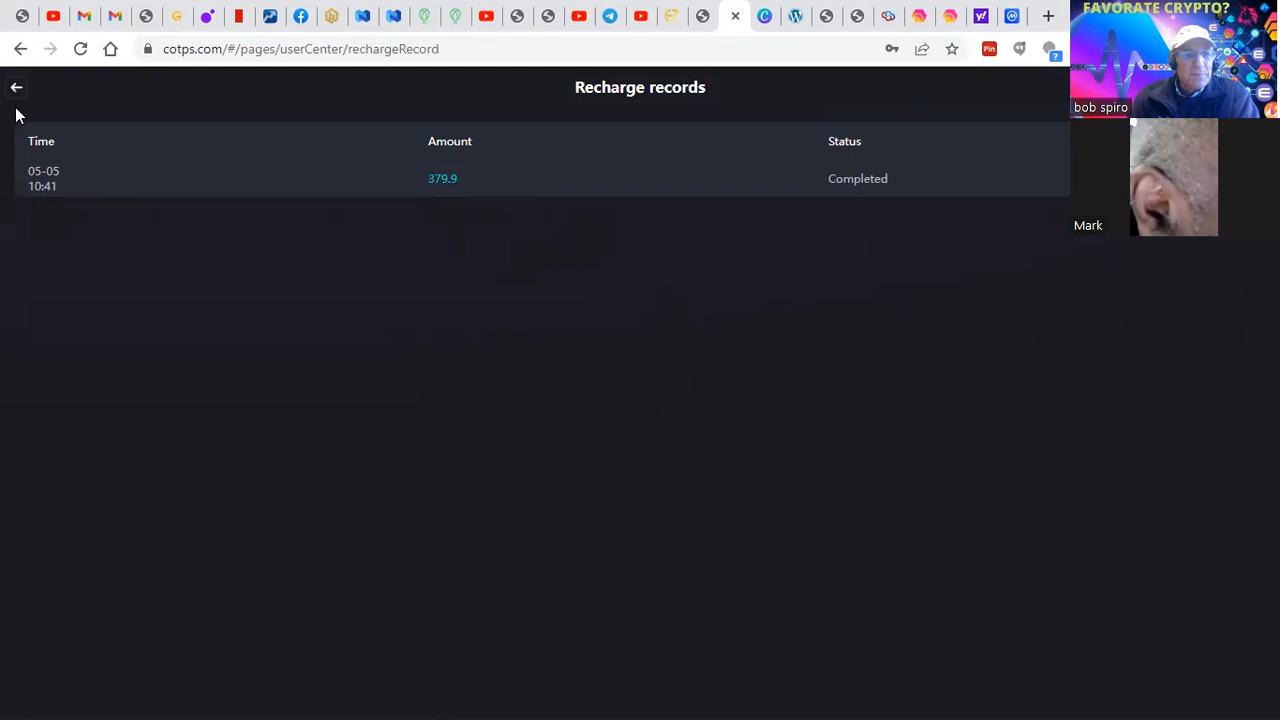 FAVORATE CRYPTO?
cotps.com/#/pages/userCenter/rechargeRecord
Pin
?
bob spiro
Recharge records
Time Amount Status
05-05
10:41
379.9 Completed
Mark